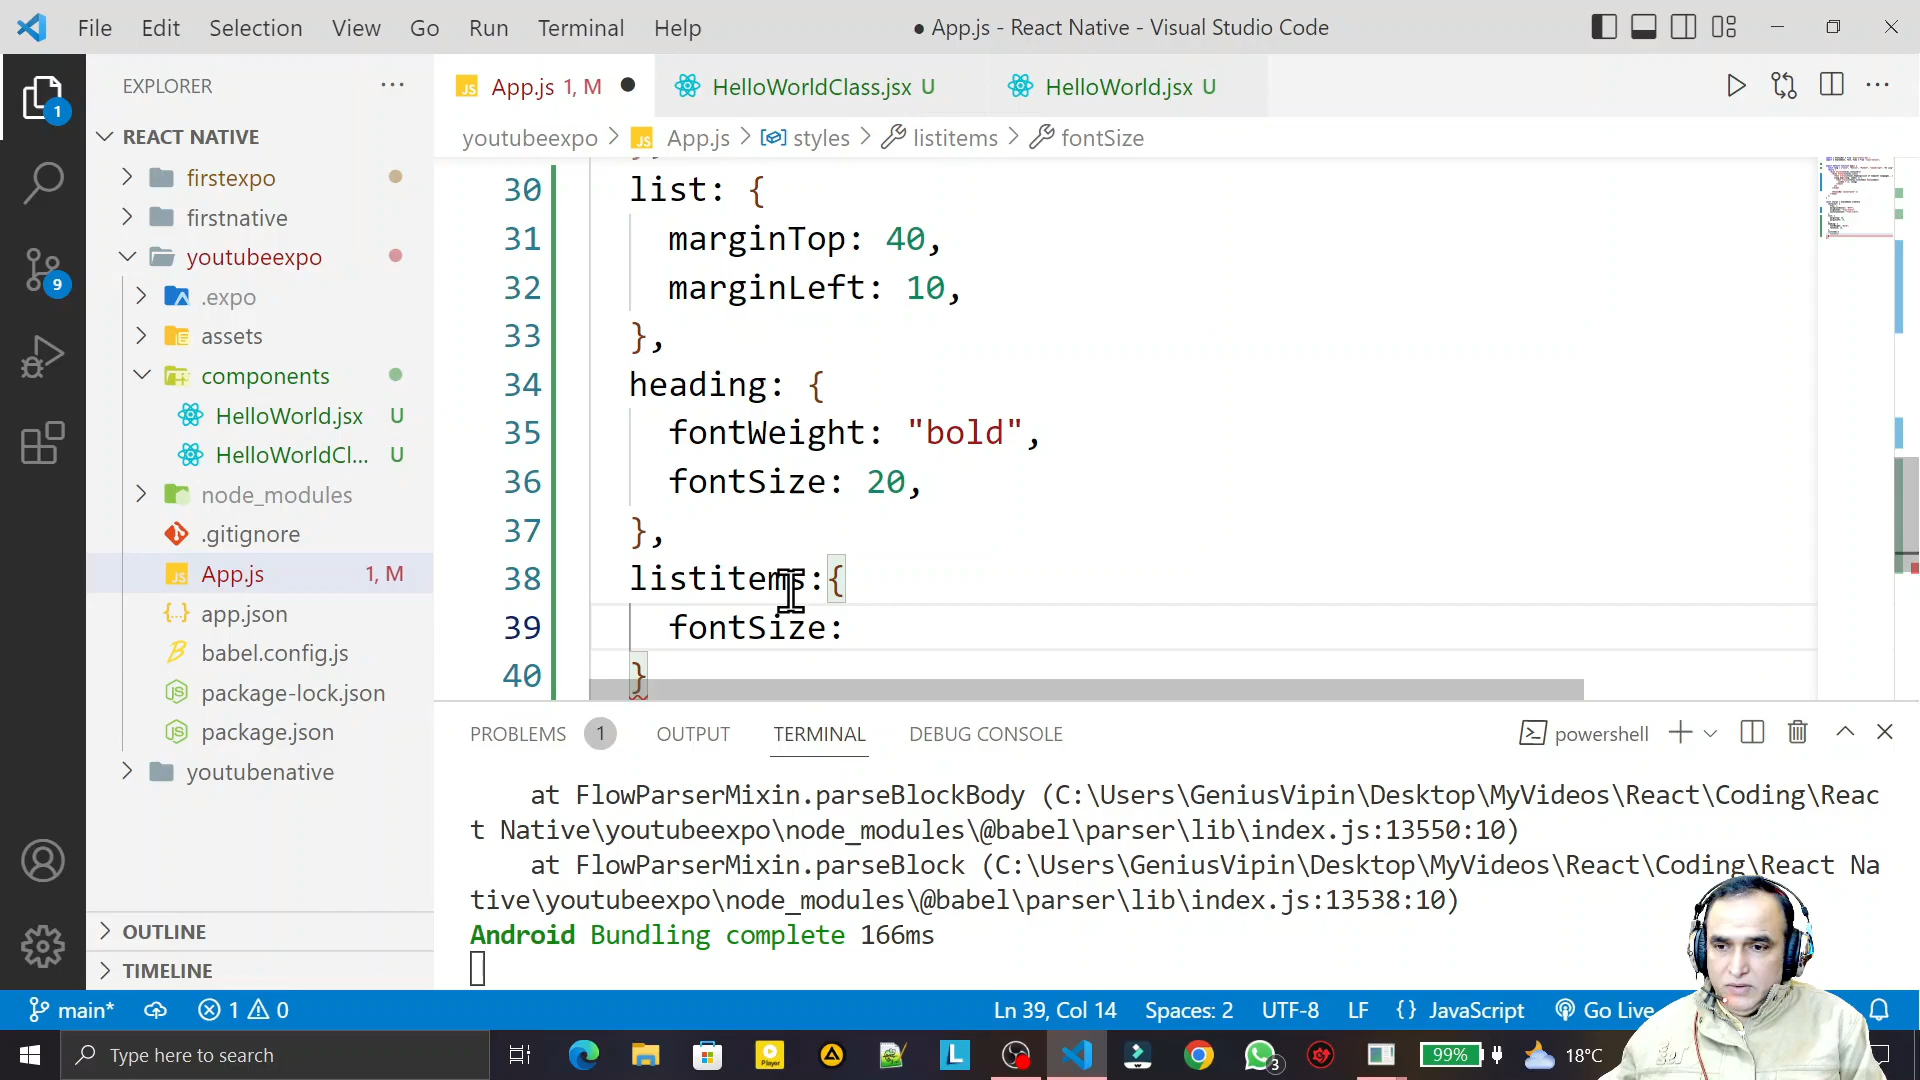 File Edit Selection View Go Run Terminal Help
● App.js - React Native - Visual Studio Code
EXPLORER
REACT NATIVE
firstexpo
firstnative
youtubeexpo
.expo
assets
components
HelloWorld.jsx U
HelloWorldCl... U
node_modules
.gitignore
App.js 1, M
app.json
babel.config.js
package-lock.json
package.json
youtubenative
OUTLINE
TIMELINE
1
9
App.js 1, M HelloWorldClass.jsx U HelloWorld.jsx U
youtubeexpo > App.js > styles > listitems > fontSize
30 list: {
31 marginTop: 40,
32 marginLeft: 10,
33 },
34 heading: {
35 fontWeight: "bold",
36 fontSize: 20,
37 },
38 listitems:{
39 fontSize:
40 }
PROBLEMS 1 OUTPUT TERMINAL DEBUG CONSOLE
powershell
at FlowParserMixin.parseBlockBody (C:\Users\GeniusVipin\Desktop\MyVideos\React\Coding\Reac
t Native\youtubeexpo\node_modules\@babel\parser\lib\index.js:13550:10)
at FlowParserMixin.parseBlock (C:\Users\GeniusVipin\Desktop\MyVideos\React\Coding\React Na
tive\youtubeexpo\node_modules\@babel\parser\lib\index.js:13538:10)
Android Bundling complete 166ms
main* 1 0 Ln 39, Col 14 Spaces: 2 UTF-8 LF {} JavaScript Go Live
Type here to search
Player
L
3
99%
18°C